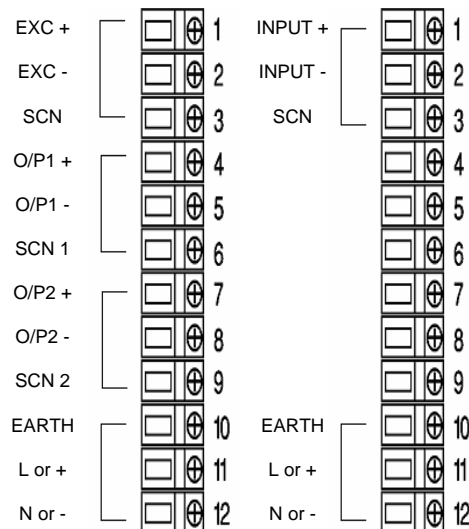 EXC + 1 INPUT + 1
EXC - 2 INPUT - 2
SCN 3 SCN 3
O/P1 + 4 4
O/P1 - 5 5
SCN 1 6 6
O/P2 + 7 7
O/P2 - 8 8
SCN 2 9 9
EARTH 10 EARTH 10
L or + 11 L or + 11
N or - 12 N or - 12